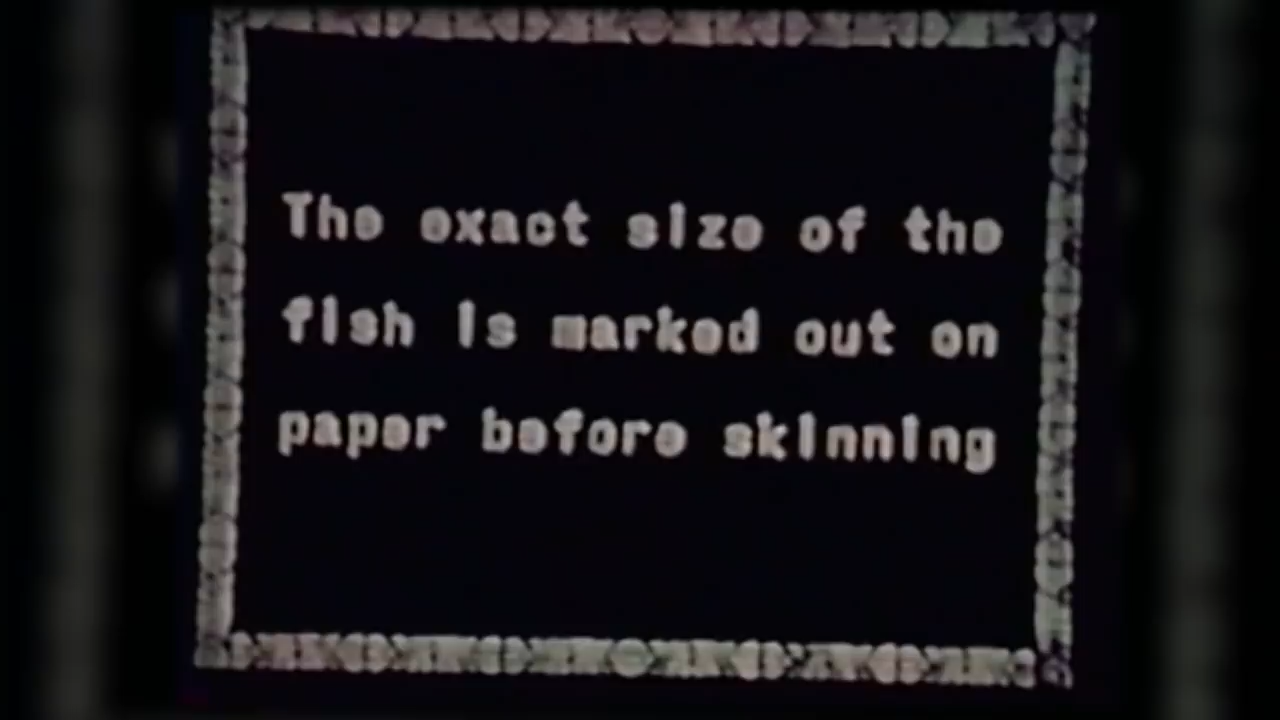 The exact size of the
fish is marked out on
paper before skinning